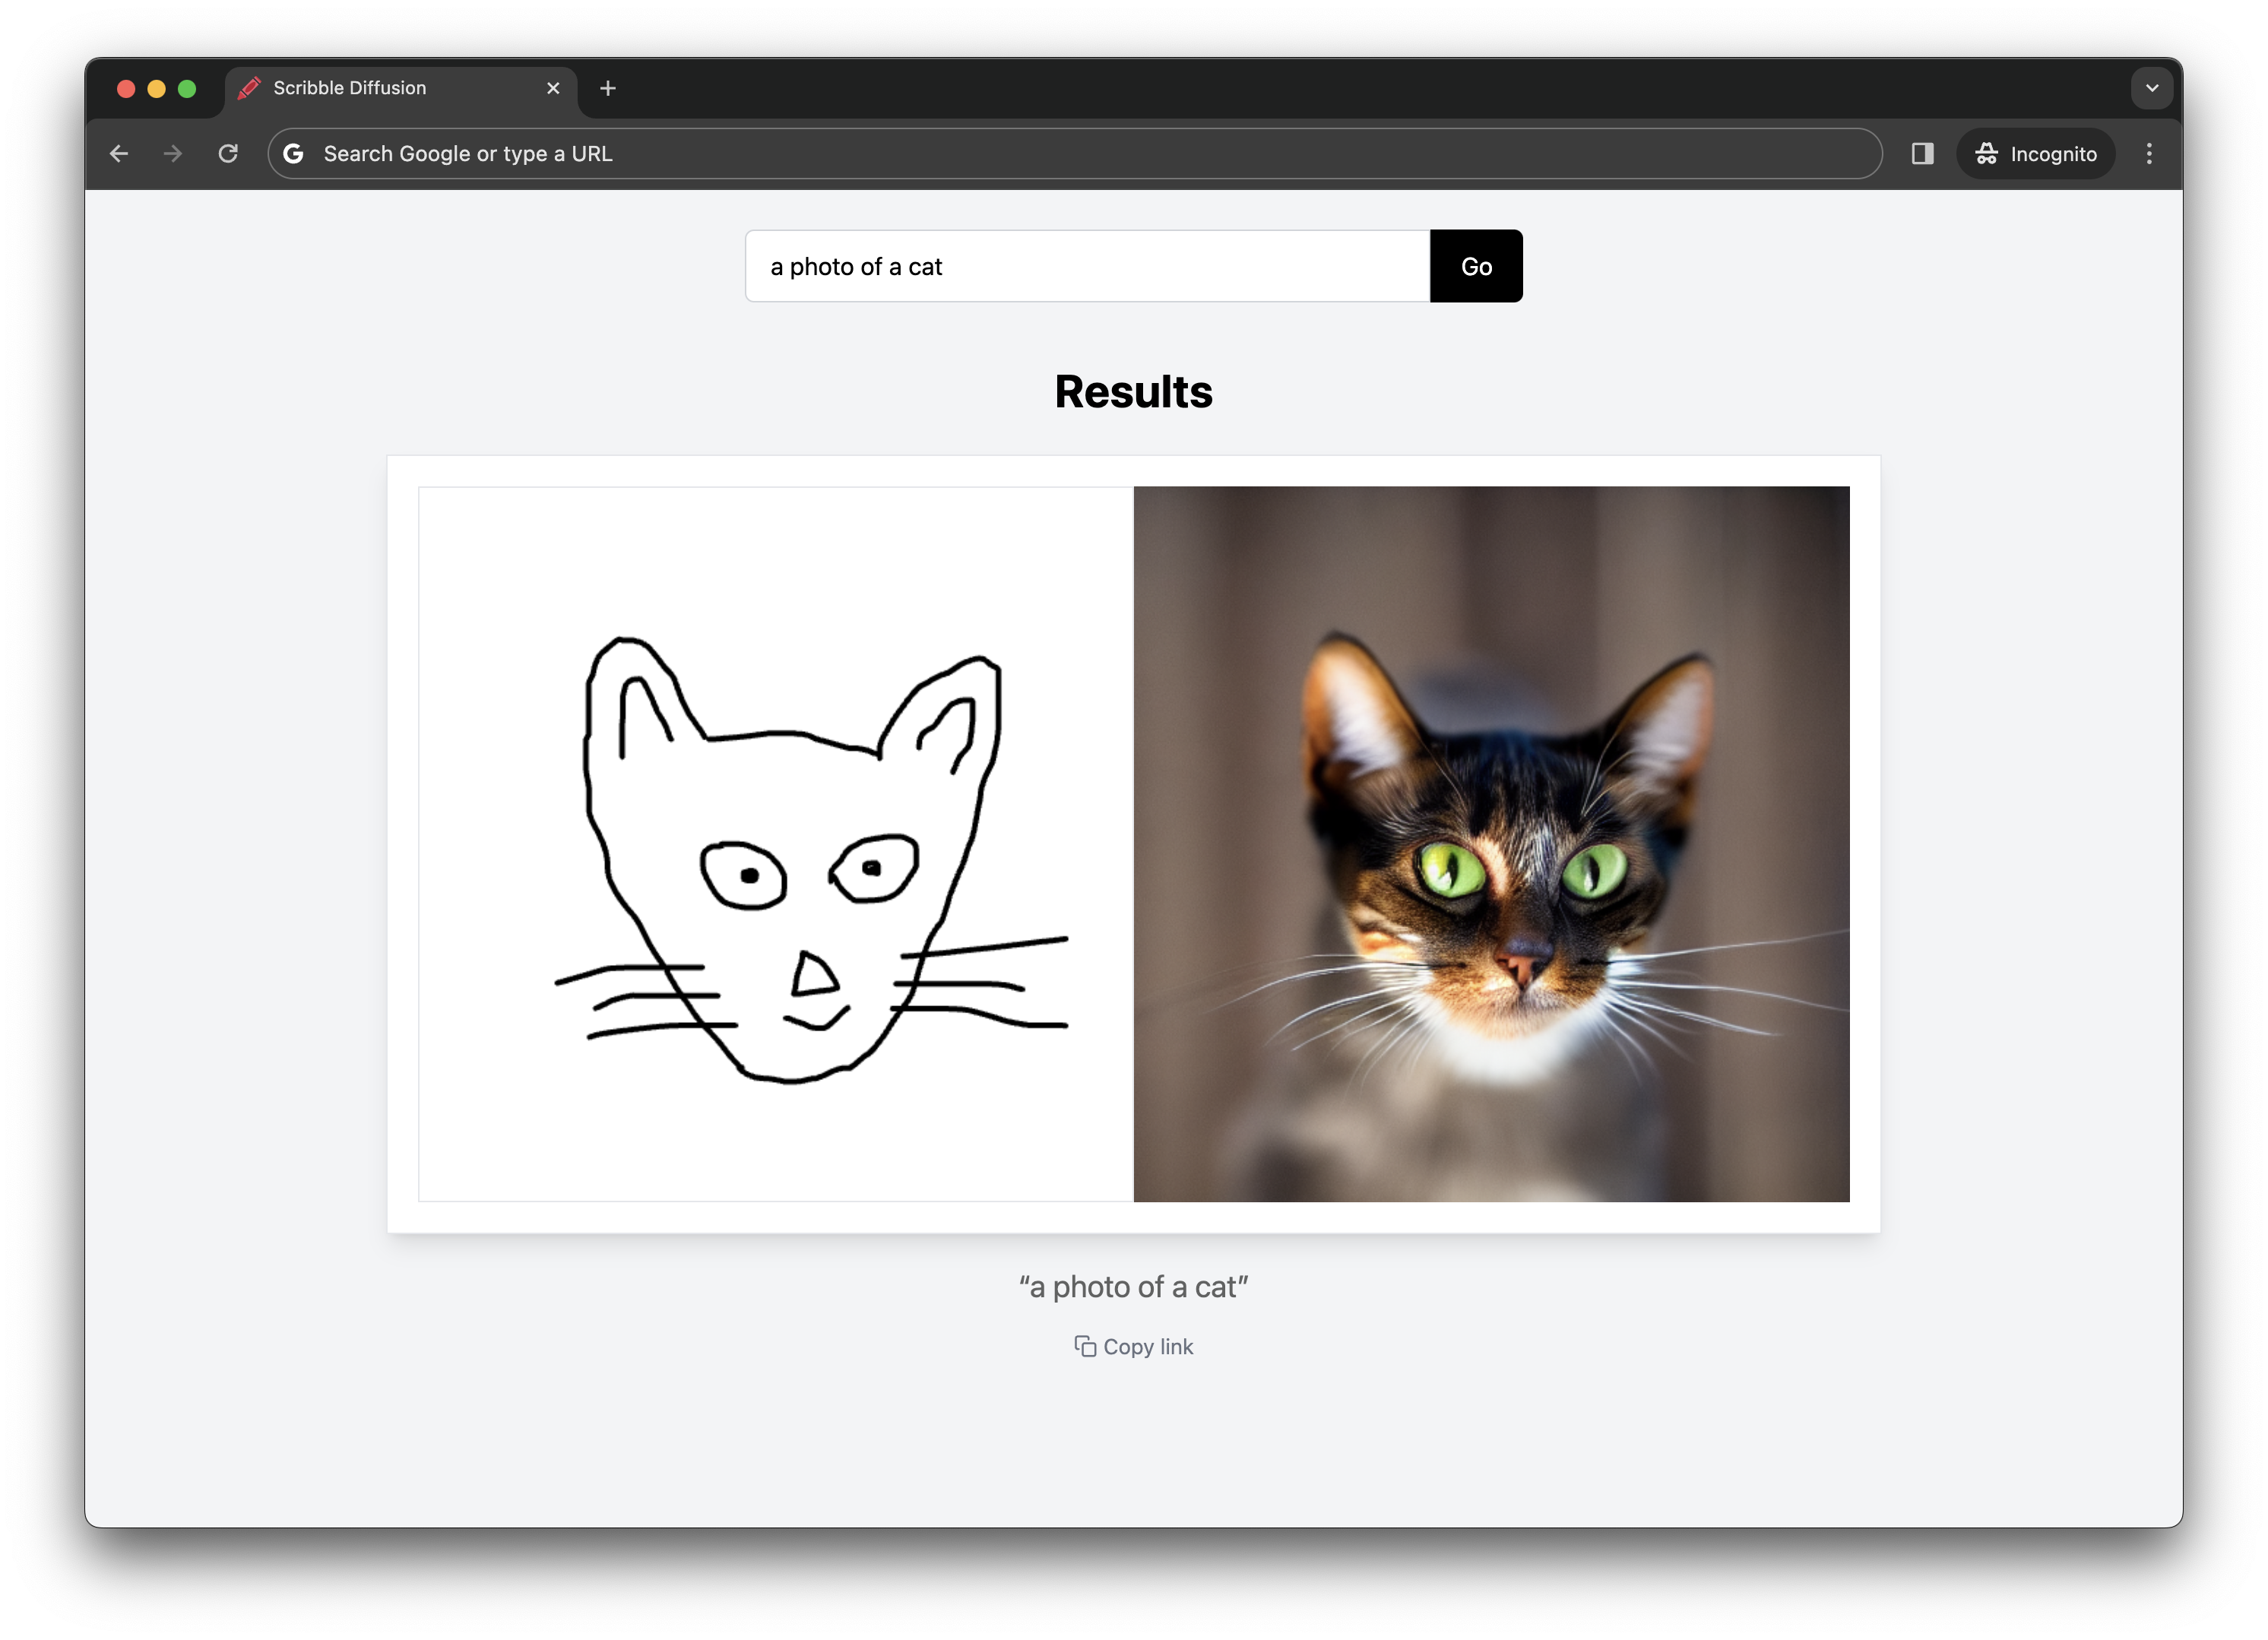 Scribble Diffusion
Search Google or type a URL
Incognito
a photo of a cat
Go
Results
“a photo of a cat”
Copy link